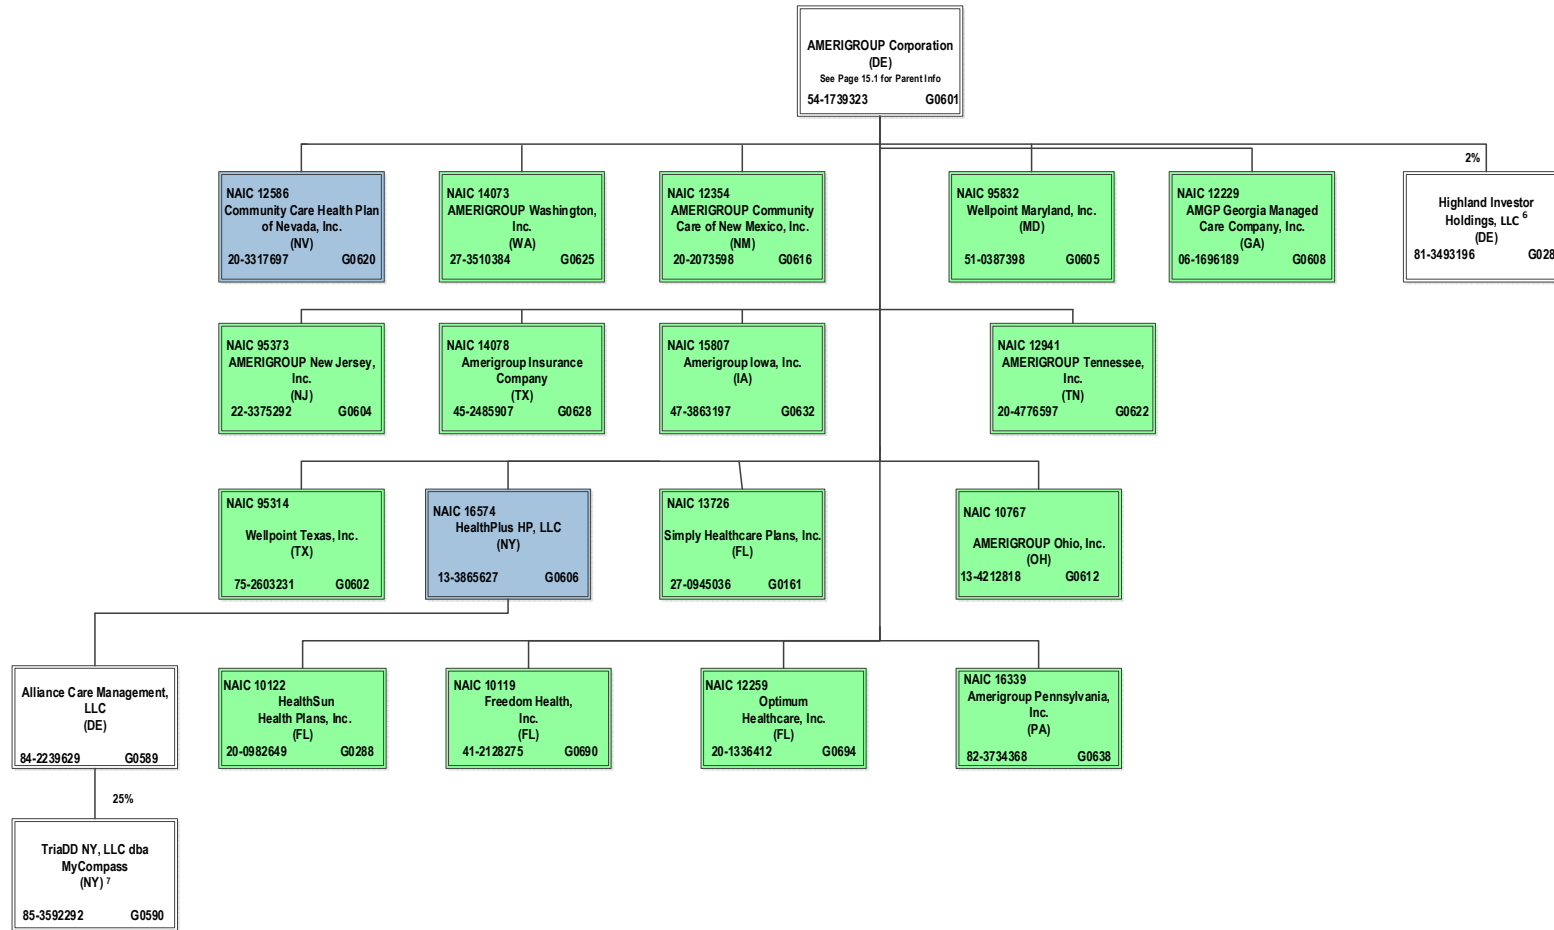 AMERIGROUP Corporation
(DE)
See Page 15.1 for Parent Info
54-1739323 G0601
2%
NAIC 12586
Community Care Health Plan
of Nevada, Inc.
(NV)
20-3317697 G0620
NAIC 14073
AMERIGROUP Washington,
Inc.
(WA)
27-3510384 G0625
NAIC 12354
AMERIGROUP Community
Care of New Mexico, Inc.
(NM)
20-2073598 G0616
NAIC 95832
Wellpoint Maryland, Inc.
(MD)
51-0387398 G0605
NAIC 12229
AMGP Georgia Managed
Care Company, Inc.
(GA)
06-1696189 G0608
Highland Investor
Holdings, LLC 6
(DE)
81-3493196 G028
NAIC 95373
AMERIGROUP New Jersey,
Inc.
(NJ)
22-3375292 G0604
NAIC 14078
Amerigroup Insurance
Company
(TX)
45-2485907 G0628
NAIC 15807
Amerigroup Iowa, Inc.
(IA)
47-3863197 G0632
NAIC 12941
AMERIGROUP Tennessee,
Inc.
(TN)
20-4776597 G0622
NAIC 95314
Wellpoint Texas, Inc.
(TX)
75-2603231 G0602
NAIC 16574
HealthPlus HP, LLC
(NY)
13-3865627 G0606
NAIC 13726
Simply Healthcare Plans, Inc.
(FL)
27-0945036 G0161
NAIC 10767
AMERIGROUP Ohio, Inc.
(OH)
13-4212818 G0612
Alliance Care Management,
LLC
(DE)
84-2239629 G0589
NAIC 10122
HealthSun
Health Plans, Inc.
(FL)
20-0982649 G0288
NAIC 10119
Freedom Health,
Inc.
(FL)
41-2128275 G0690
NAIC 12259
Optimum
Healthcare, Inc.
(FL)
20-1336412 G0694
NAIC 16339
Amerigroup Pennsylvania,
Inc.
(PA)
82-3734368 G0638
25%
TriaDD NY, LLC dba
MyCompass
(NY) 7
85-3592292 G0590